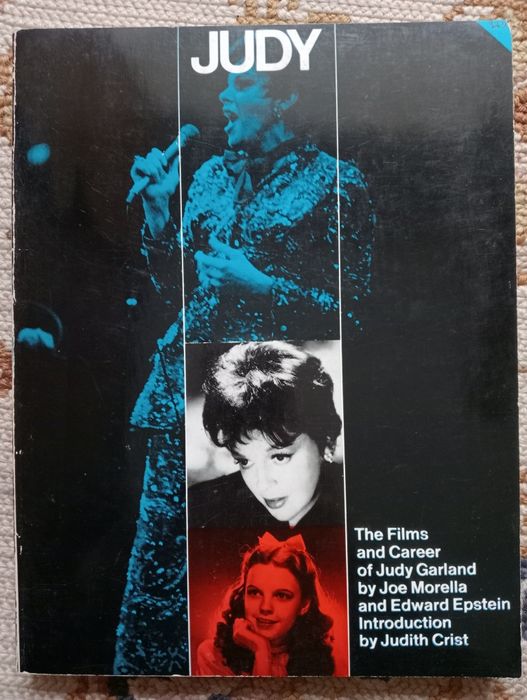 JUDY
The Films
and Career
of Judy Garland
by Joe Morella
and Edward Epstein
Introduction
by Judith Crist